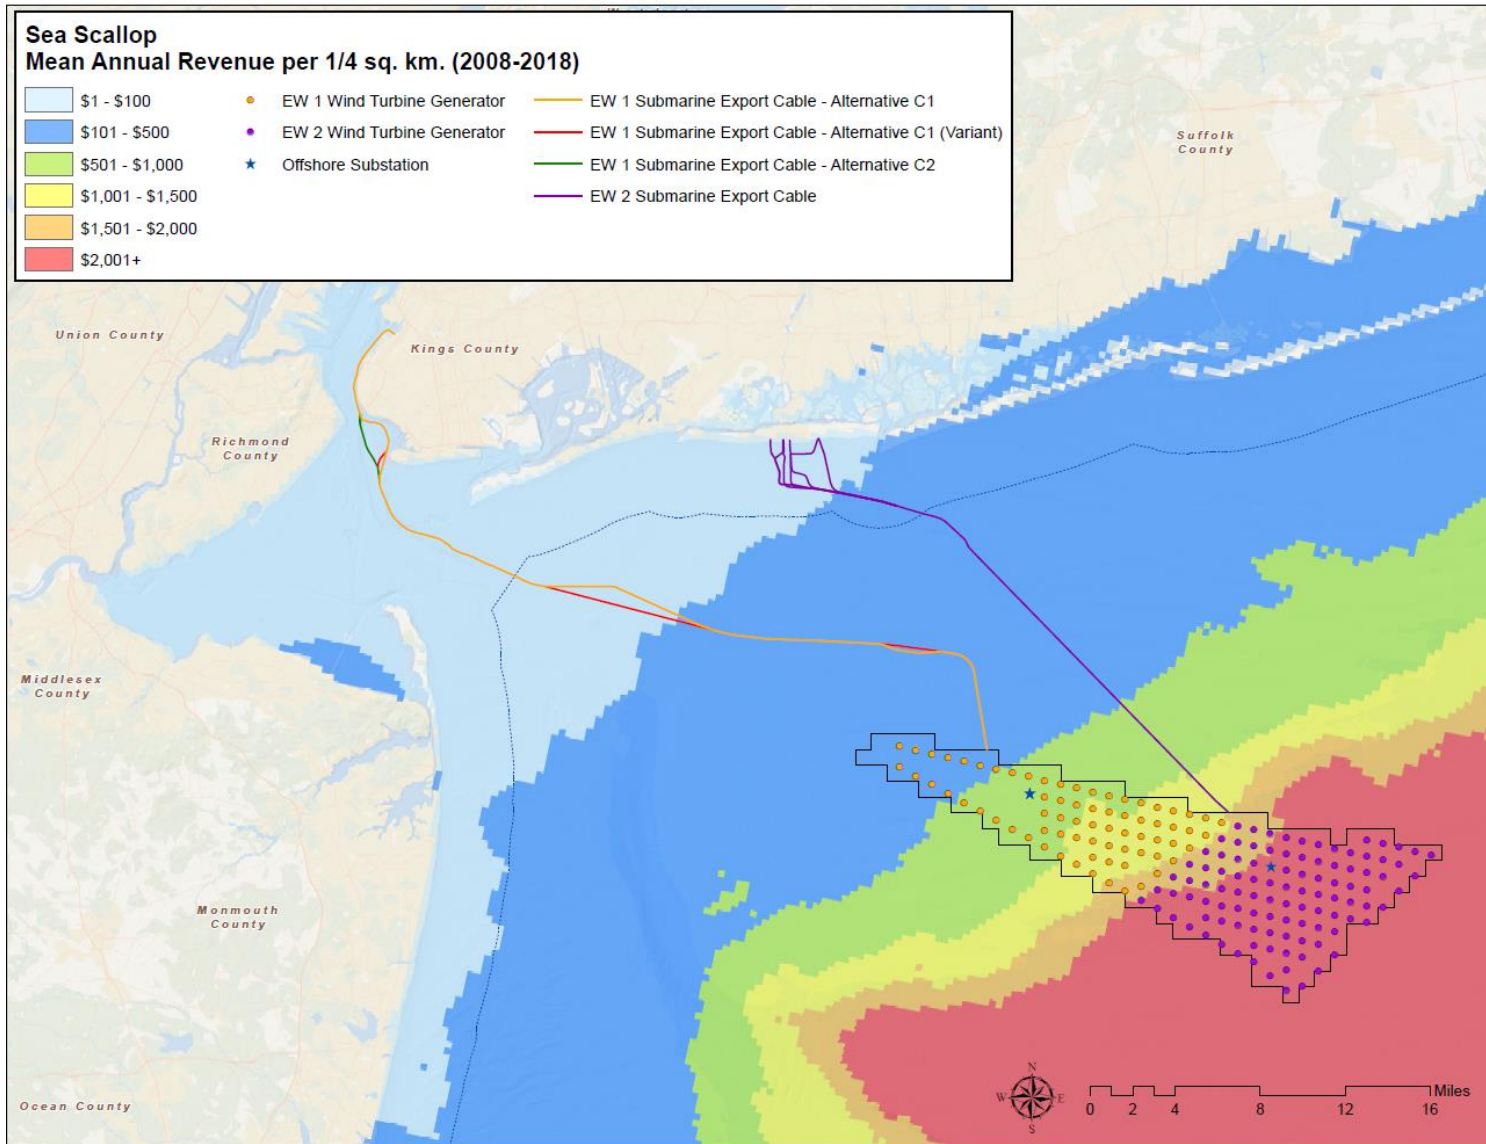 Sea Scallop
Mean Annual Revenue per 1/4 sq. km. (2008-2018)
$1 - $100
$101 - $500
$501 - $1,000
$1,001 - $1,500
$1,501 - $2,000
$2,001+
EW 1 Wind Turbine Generator
EW 2 Wind Turbine Generator
Offshore Substation
EW 1 Submarine Export Cable - Alternative C1
EW 1 Submarine Export Cable - Alternative C1 (Variant)
EW 1 Submarine Export Cable - Alternative C2
EW 2 Submarine Export Cable
Suffolk
County
Union County
Kings County
Richmond
County
Middlesex
County
Monmouth
County
Ocean County
N
W E
S
Miles
0 2 4 8 12 16